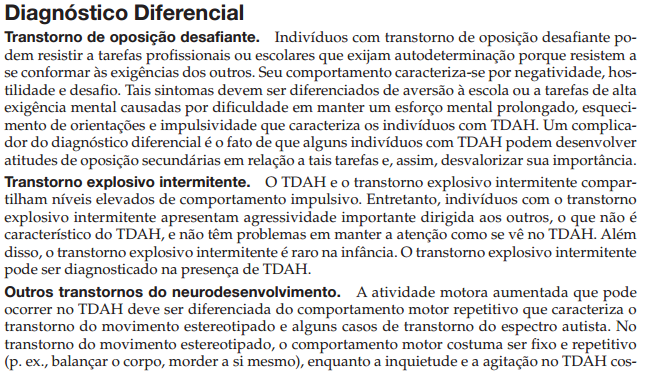 Diagnóstico Diferencial
Transtorno de oposição desafiante. Indivíduos com transtorno de oposição desafiante po-
dem resistir a tarefas profissionais ou escolares que exijam autodeterminação porque resistem a
se conformar às exigências dos outros. Seu comportamento caracteriza-se por negatividade, hos-
tilidade e desafio. Tais sintomas devem ser diferenciados de aversão à escola ou a tarefas de alta
exigência mental causadas por dificuldade em manter um esforço mental prolongado, esqueci-
mento de orientações e impulsividade que caracteriza os indivíduos com TDAH. Um complica-
dor do diagnóstico diferencial é o fato de que alguns indivíduos com TDAH podem desenvolver
atitudes de oposição secundárias em relação a tais tarefas e, assim, desvalorizar sua importância.
Transtorno explosivo intermitente. O TDAH e o transtorno explosivo intermitente compar-
tilham níveis elevados de comportamento impulsivo. Entretanto, indivíduos com o transtorno
explosivo intermitente apresentam agressividade importante dirigida aos outros, o que não é
característico do TDAH, e não têm problemas em manter a atenção como se vê no TDAH. Além
disso, o transtorno explosivo intermitente é raro na infância. O transtorno explosivo intermitente
pode ser diagnosticado na presença de TDAH.
Outros transtornos do neurodesenvolvimento. A atividade motora aumentada que pode
ocorrer no TDAH deve ser diferenciada do comportamento motor repetitivo que caracteriza o
transtorno do movimento estereotipado e alguns casos de transtorno do espectro autista. No
transtorno do movimento estereotipado, o comportamento motor costuma ser fixo e repetitivo
(p. ex., balançar o corpo, morder a si mesmo), enquanto a inquietude e a agitação no TDAH cos-